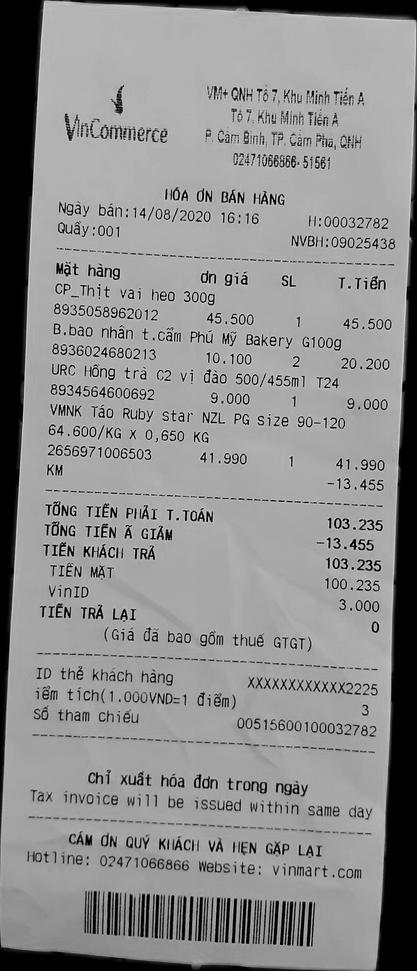 VinCommerce
VM+ QNH Tổ 7, Khu Minh Tiến A
Tổ 7, Khu Minh Tiến A
P. Cẩm Bình, TP. Cẩm Phả, QNH
02471066866-51561
HÓA ƠN BÁN HÀNG
Ngày bán:14/08/2020 16:16 H:00032782
Quầy:001 NVBH:09025438
Mặt hàng ơn giá SL T.Tiền
CP_Thịt vai heo 300g
8935058962012 45.500 1 45.500
B.bao nhân t.cẩm Phú Mỹ Bakery G100g
8936024680213 10.100 2 20.200
URC Hồng trà C2 vị đào 500/455ml T24
8934564600692 9.000 1 9.000
VMNK Táo Ruby star NZL PG size 90-120
64.600/KG X 0,650 KG
2656971006503 41.990 1 41.990
KM -13.455
TỔNG TIỀN PHẢI T.TOÁN 103.235
TỔNG TIỀN Ã GIẢM -13.455
TIỀN KHÁCH TRẢ 103.235
TIỀN MẶT 100.235
VinID 3.000
TIỀN TRẢ LẠI 0
(Giá đã bao gồm thuế GTGT)
ID thẻ khách hàng XXXXXXXXXXXX2225
iểm tích(1.000VND=1 điểm) 3
Số tham chiếu 00515600100032782
Chỉ xuất hóa đơn trong ngày
Tax invoice will be issued within same day
CẢM ƠN QUÝ KHÁCH VÀ HẸN GẶP LẠI
Hotline: 02471066866 Website: vinmart.com